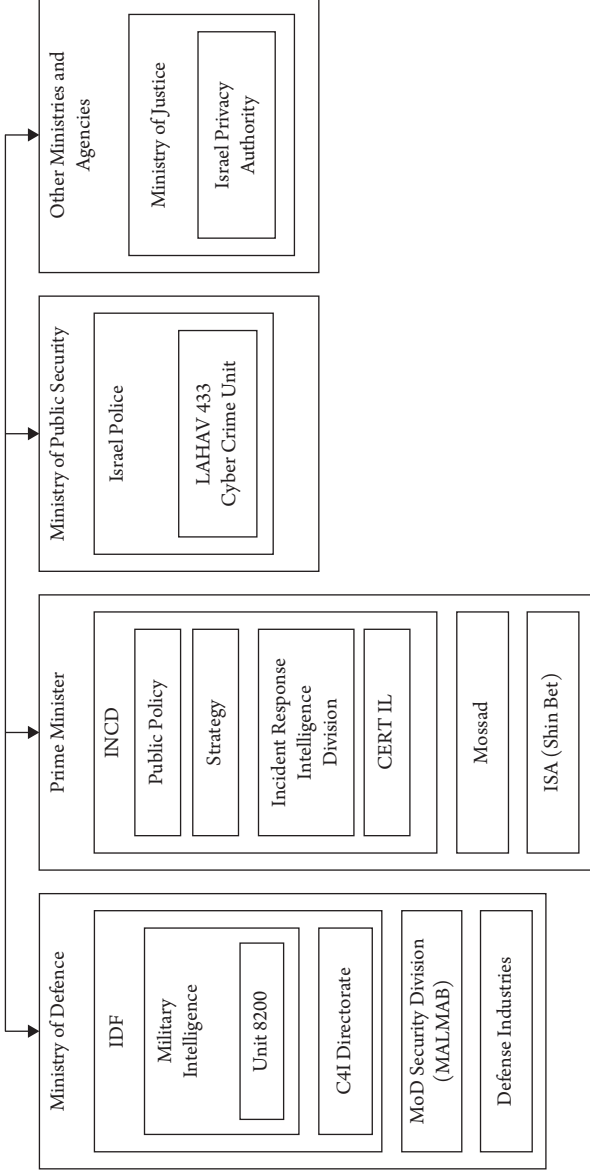 Ministry of Defence
IDF
Military
Intelligence
Unit 8200
C4I Directorate
MoD Security Division
(MALMAB)
Defense Industries
Prime Minister
INCD
Public Policy
Strategy
Incident Response
Intelligence
Division
CERT IL
Mossad
ISA (Shin Bet)
Ministry of Public Security
Israel Police
LAHAV 433
Cyber Crime Unit
Other Ministries and
Agencies
Ministry of Justice
Israel Privacy
Authority